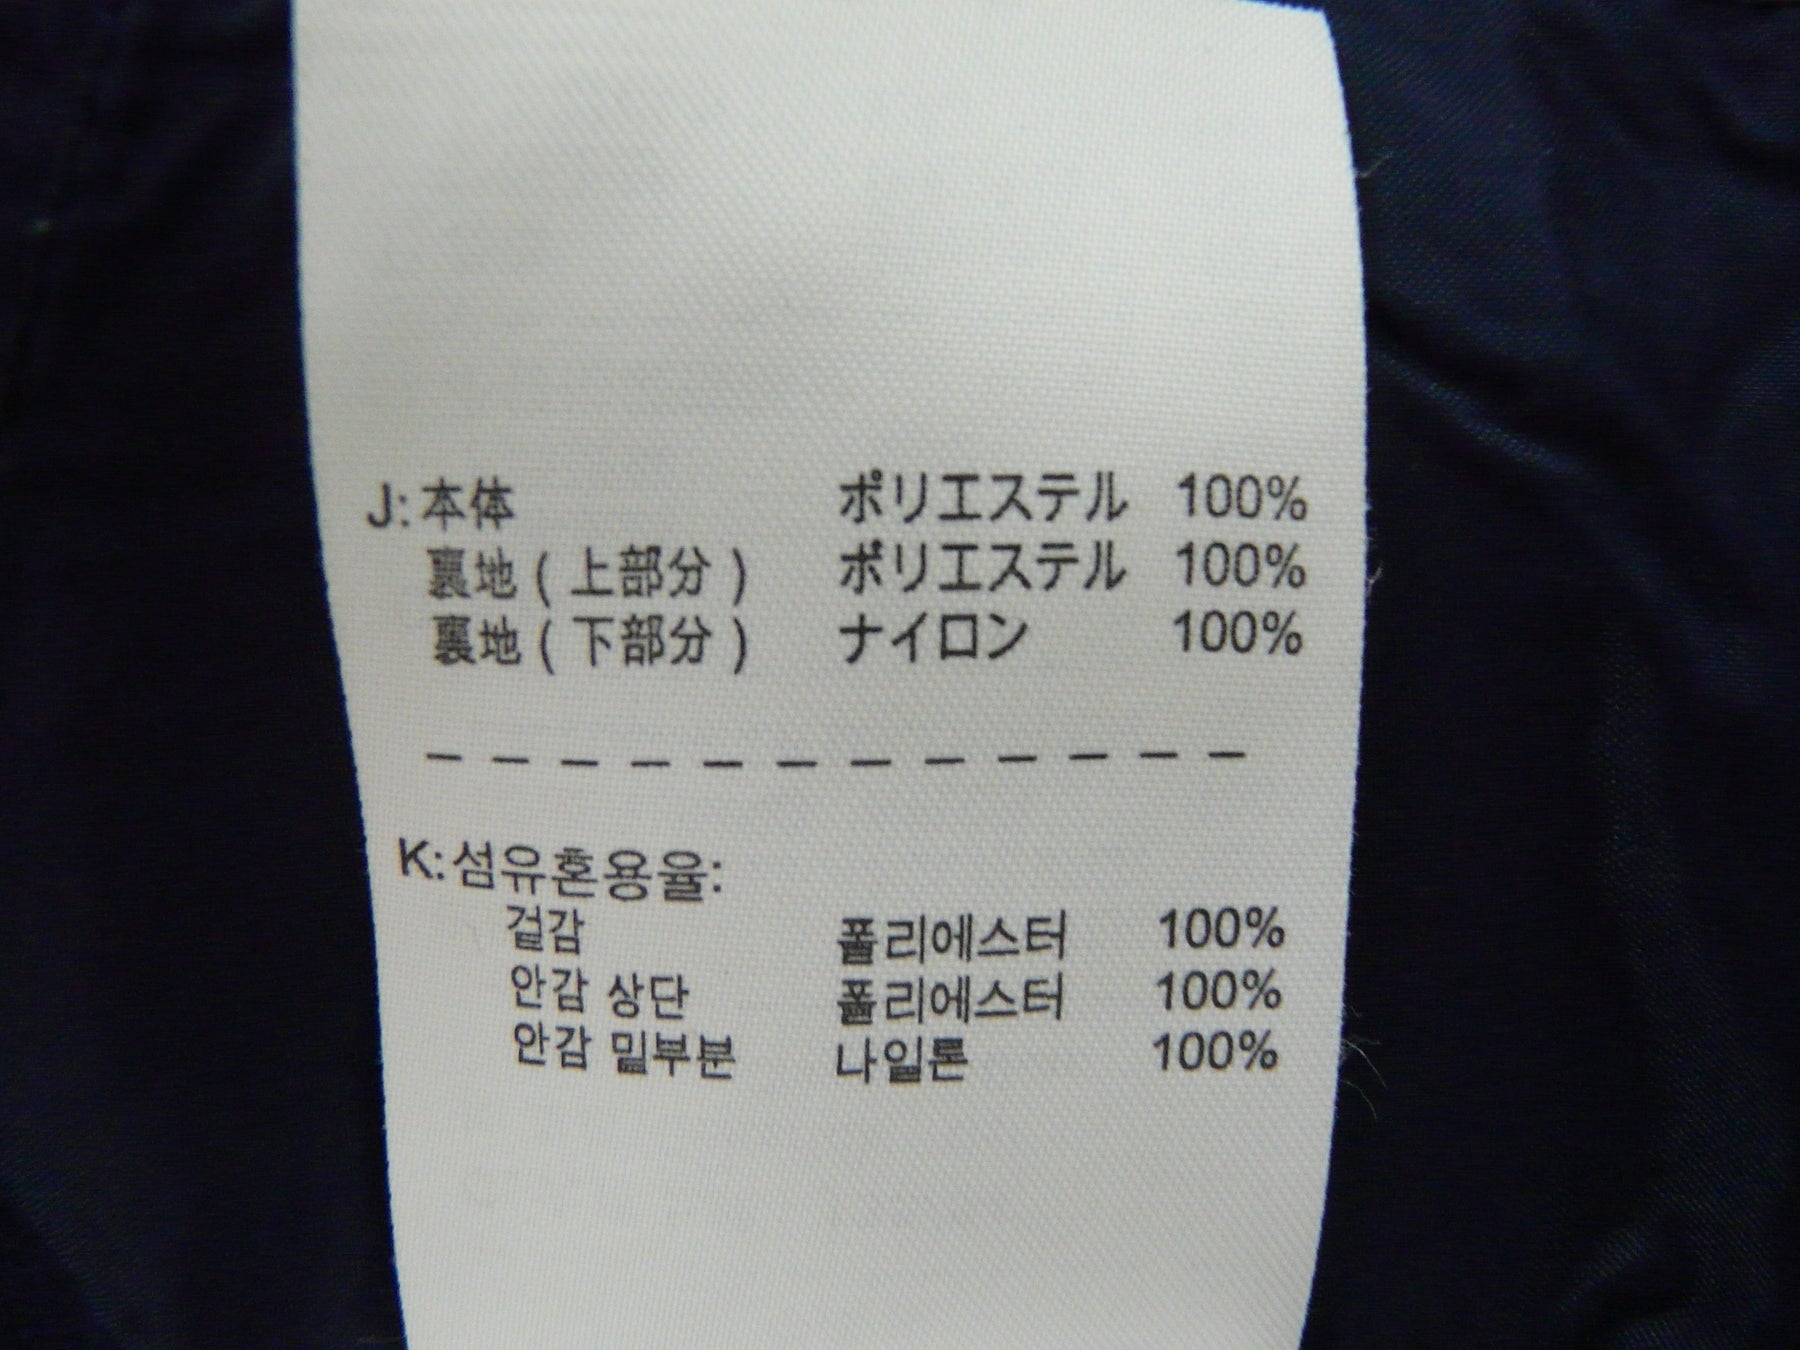 J: 本体 ポリエステル 100%
裏地 ( 上部分 ) ポリエステル 100%
裏地 ( 下部分 ) ナイロン 100%
K: 섬유혼용율:
겉감 폴리에스터 100%
안감 상단 폴리에스터 100%
안감 밑부분 나일론 100%